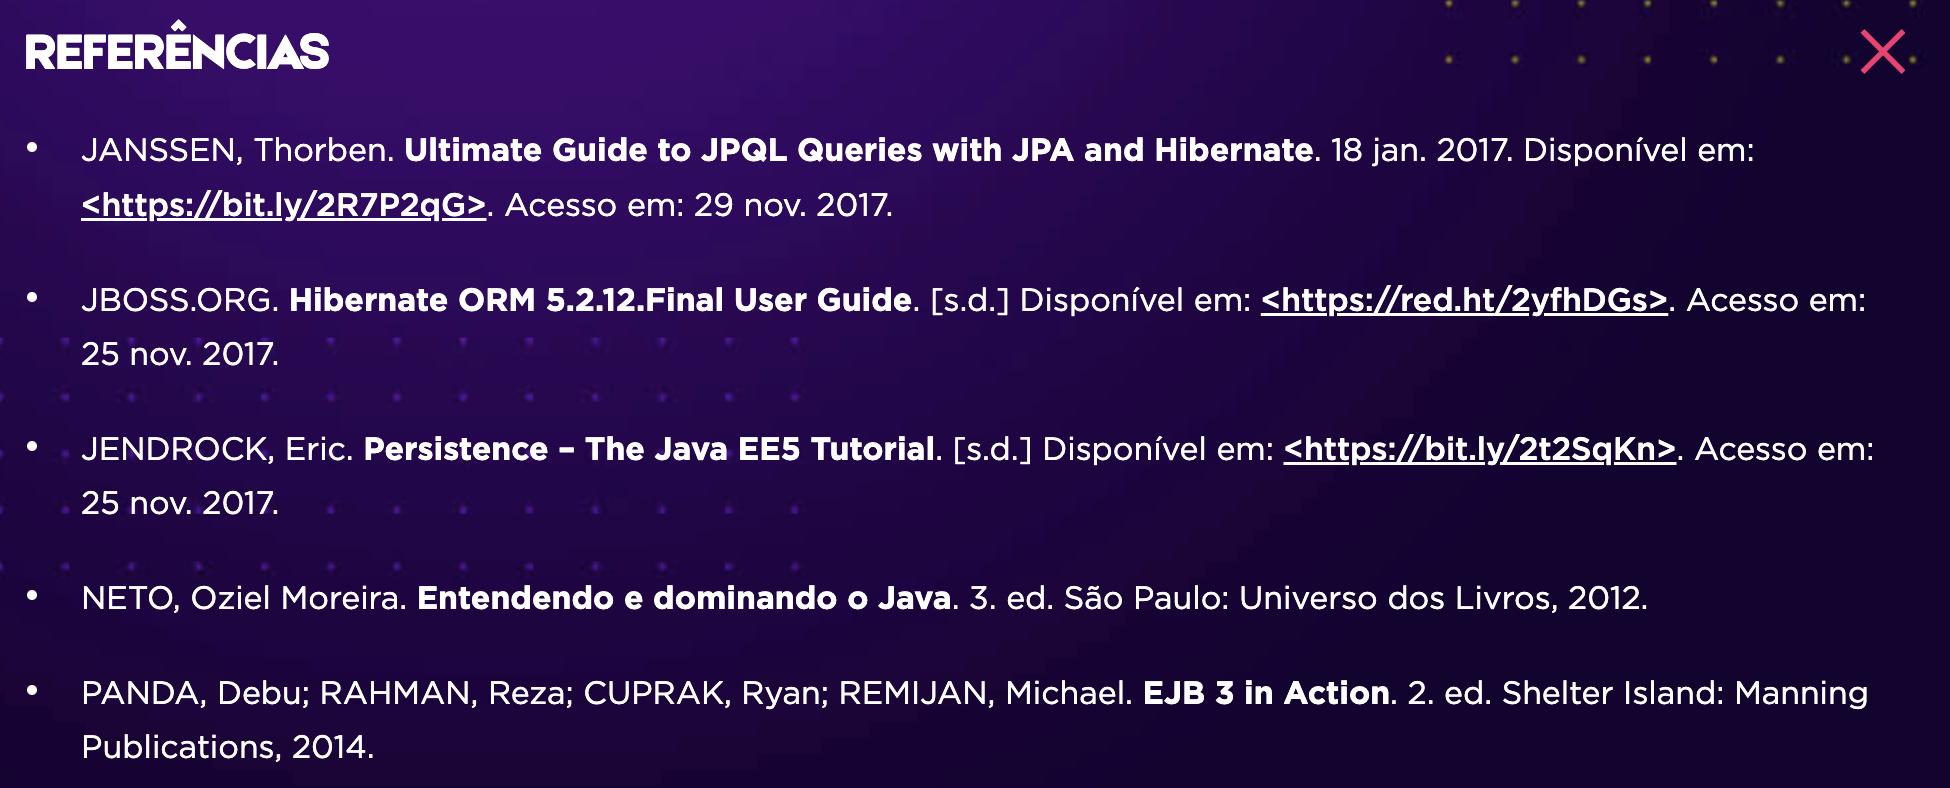 REFERÊNCIAS
• JANSSEN, Thorben. Ultimate Guide to JPQL Queries with JPA and Hibernate. 18 jan. 2017. Disponível em:
<https://bit.ly/2R7P2qG>. Acesso em: 29 nov. 2017.
• JBOSS.ORG. Hibernate ORM 5.2.12.Final User Guide. [s.d.] Disponível em: <https://red.ht/2yfhDGs>. Acesso em:
25 nov. 2017.
• JENDROCK, Eric. Persistence – The Java EE5 Tutorial. [s.d.] Disponível em: <https://bit.ly/2t2SqKn>. Acesso em:
25 nov. 2017.
• NETO, Oziel Moreira. Entendendo e dominando o Java. 3. ed. São Paulo: Universo dos Livros, 2012.
• PANDA, Debu; RAHMAN, Reza; CUPRAK, Ryan; REMIJAN, Michael. EJB 3 in Action. 2. ed. Shelter Island: Manning
Publications, 2014.